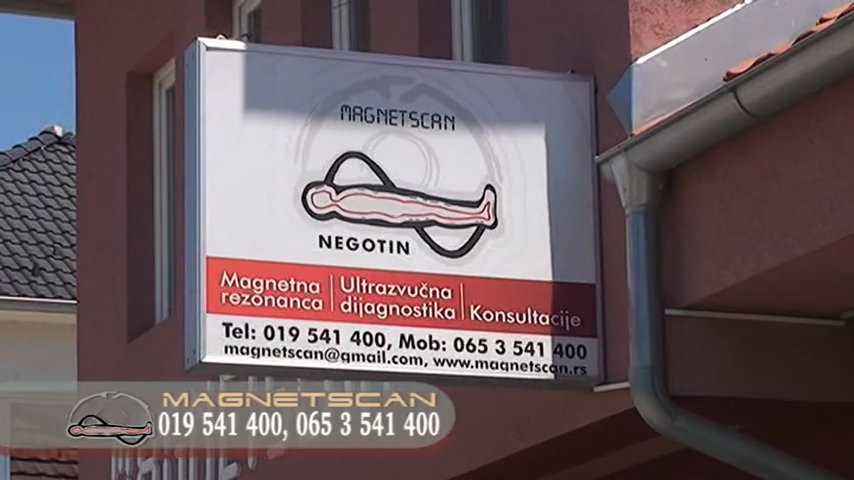 MAGNETSCAN
NEGOTIN
Magnetna rezonanca | Ultrazvučna dijagnostika | Konsultacije
Tel: 019 541 400, Mob: 065 3 541 400
magnetscan@gmail.com, www.magnetscan.rs
MAGNETSCAN
019 541 400, 065 3 541 400